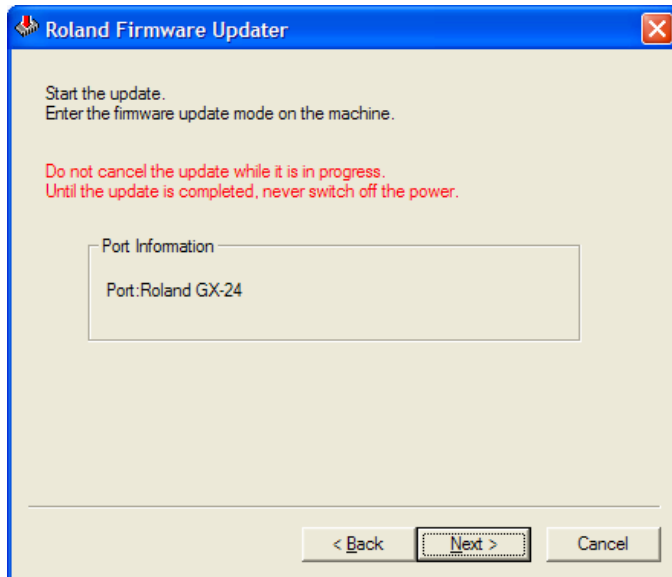 Roland Firmware Updater
Start the update.
Enter the firmware update mode on the machine.
Do not cancel the update while it is in progress.
Until the update is completed, never switch off the power.
Port Information
Port:Roland GX-24
< Back
Next >
Cancel